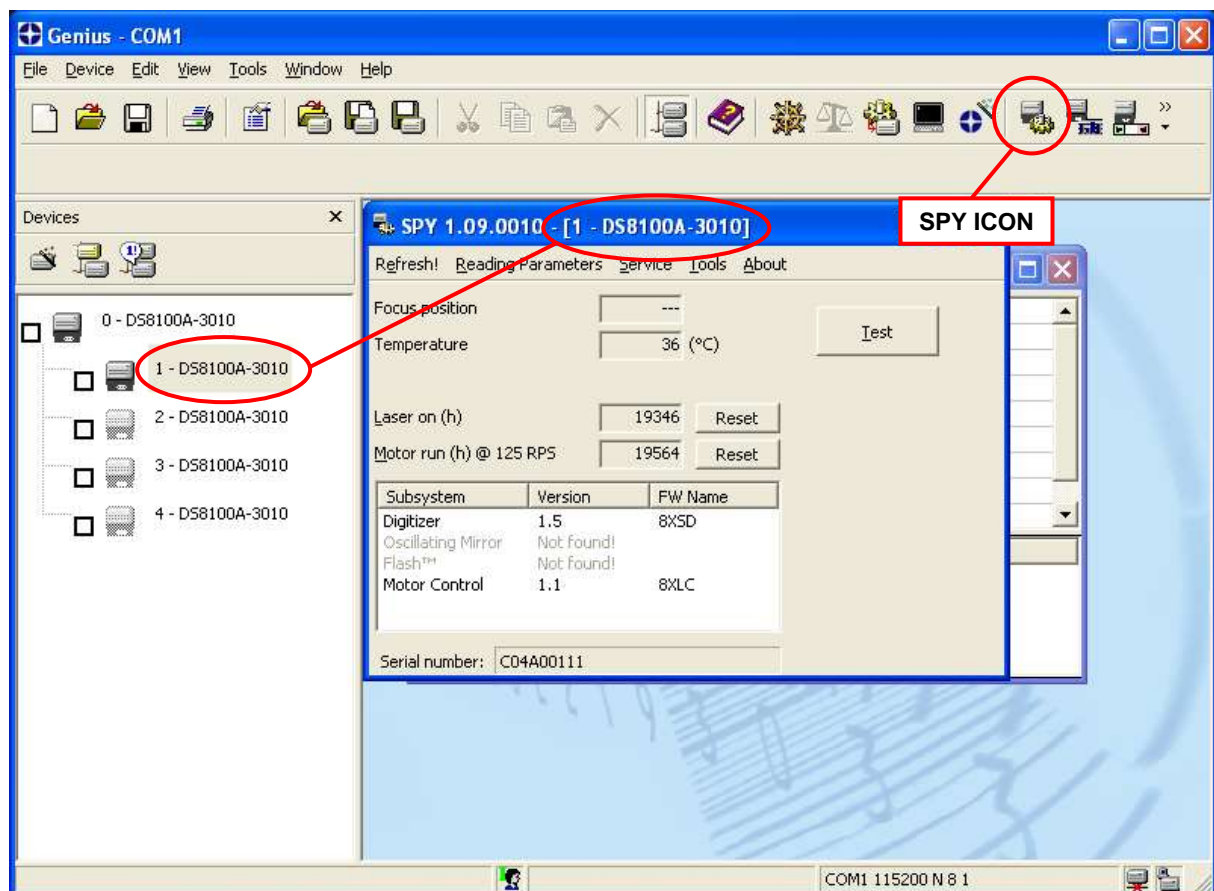 Genius - COM1
File Device Edit View Tools Window Help
SPY ICON
Devices
0 - DS8100A-3010
1 - DS8100A-3010
2 - DS8100A-3010
3 - DS8100A-3010
4 - DS8100A-3010
SPY 1.09.0010 - [1 - DS8100A-3010]
Refresh! Reading Parameters Service Tools About
Focus position ---
Temperature 36 (°C)
Test
Laser on (h) 19346 Reset
Motor run (h) @ 125 RPS 19564 Reset
Subsystem Version FW Name
Digitizer 1.5 8XSD
Oscillating Mirror Not found!
Flash™ Not found!
Motor Control 1.1 8XLC
Serial number: C04A00111
COM1 115200 N 8 1